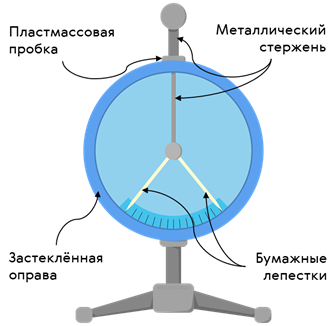 Пластмассовая
пробка
Металлический
стержень
Застеклённая
оправа
Бумажные
лепестки